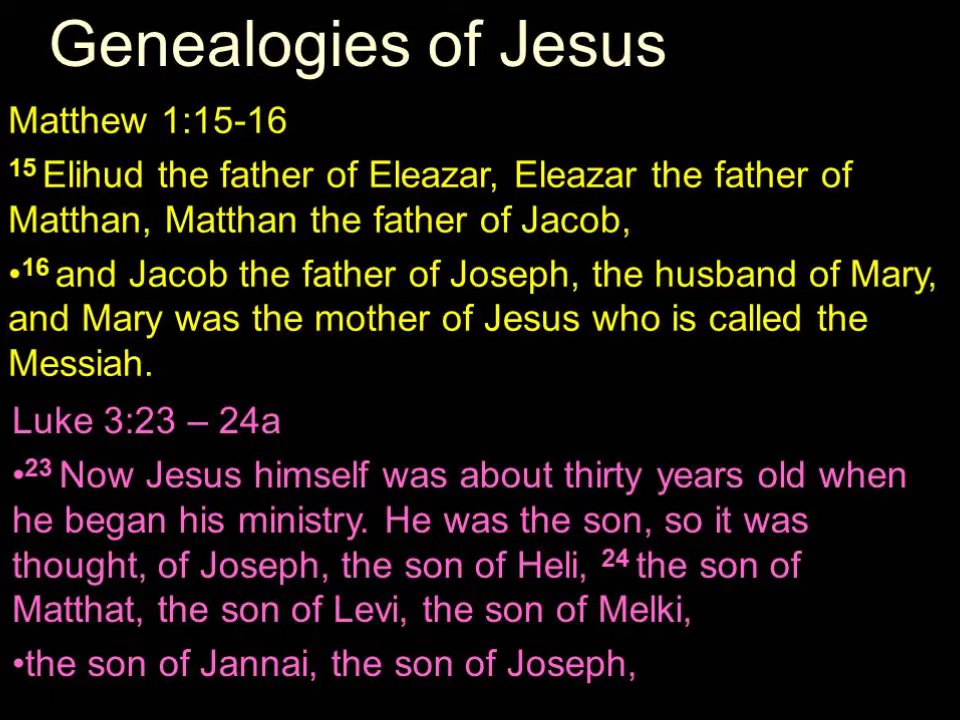 Genealogies of Jesus
Matthew 1:15-16
15 Elihud the father of Eleazar, Eleazar the father of
Matthan, Matthan the father of Jacob,
•16 and Jacob the father of Joseph, the husband of Mary,
and Mary was the mother of Jesus who is called the
Messiah.
Luke 3:23 – 24a
•23 Now Jesus himself was about thirty years old when
he began his ministry. He was the son, so it was
thought, of Joseph, the son of Heli, 24 the son of
Matthat, the son of Levi, the son of Melki,
•the son of Jannai, the son of Joseph,